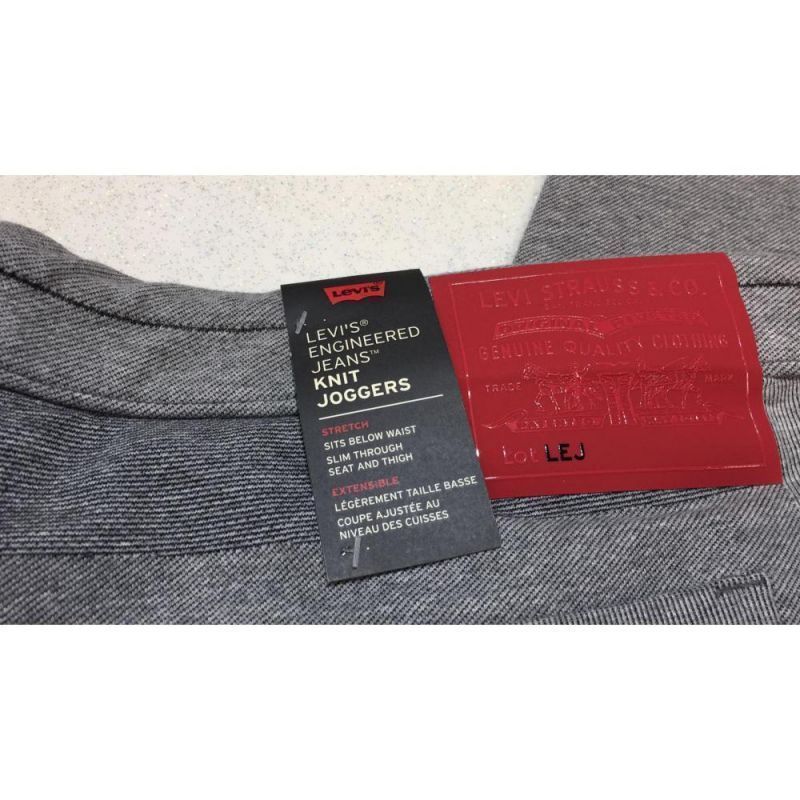 Levi's
LEVI'S®
ENGINEERED
JEANS™
KNIT
JOGGERS
STRETCH
SITS BELOW WAIST
SLIM THROUGH
SEAT AND THIGH
EXTENSIBLE
LÉGÈREMENT TAILLE BASSE
COUPE AJUSTÉE AU
NIVEAU DES CUISSES
LEVI STRAUSS & CO.
GENUINE QUALITY CLOTHING
TRADE MARK
Lot LEJ